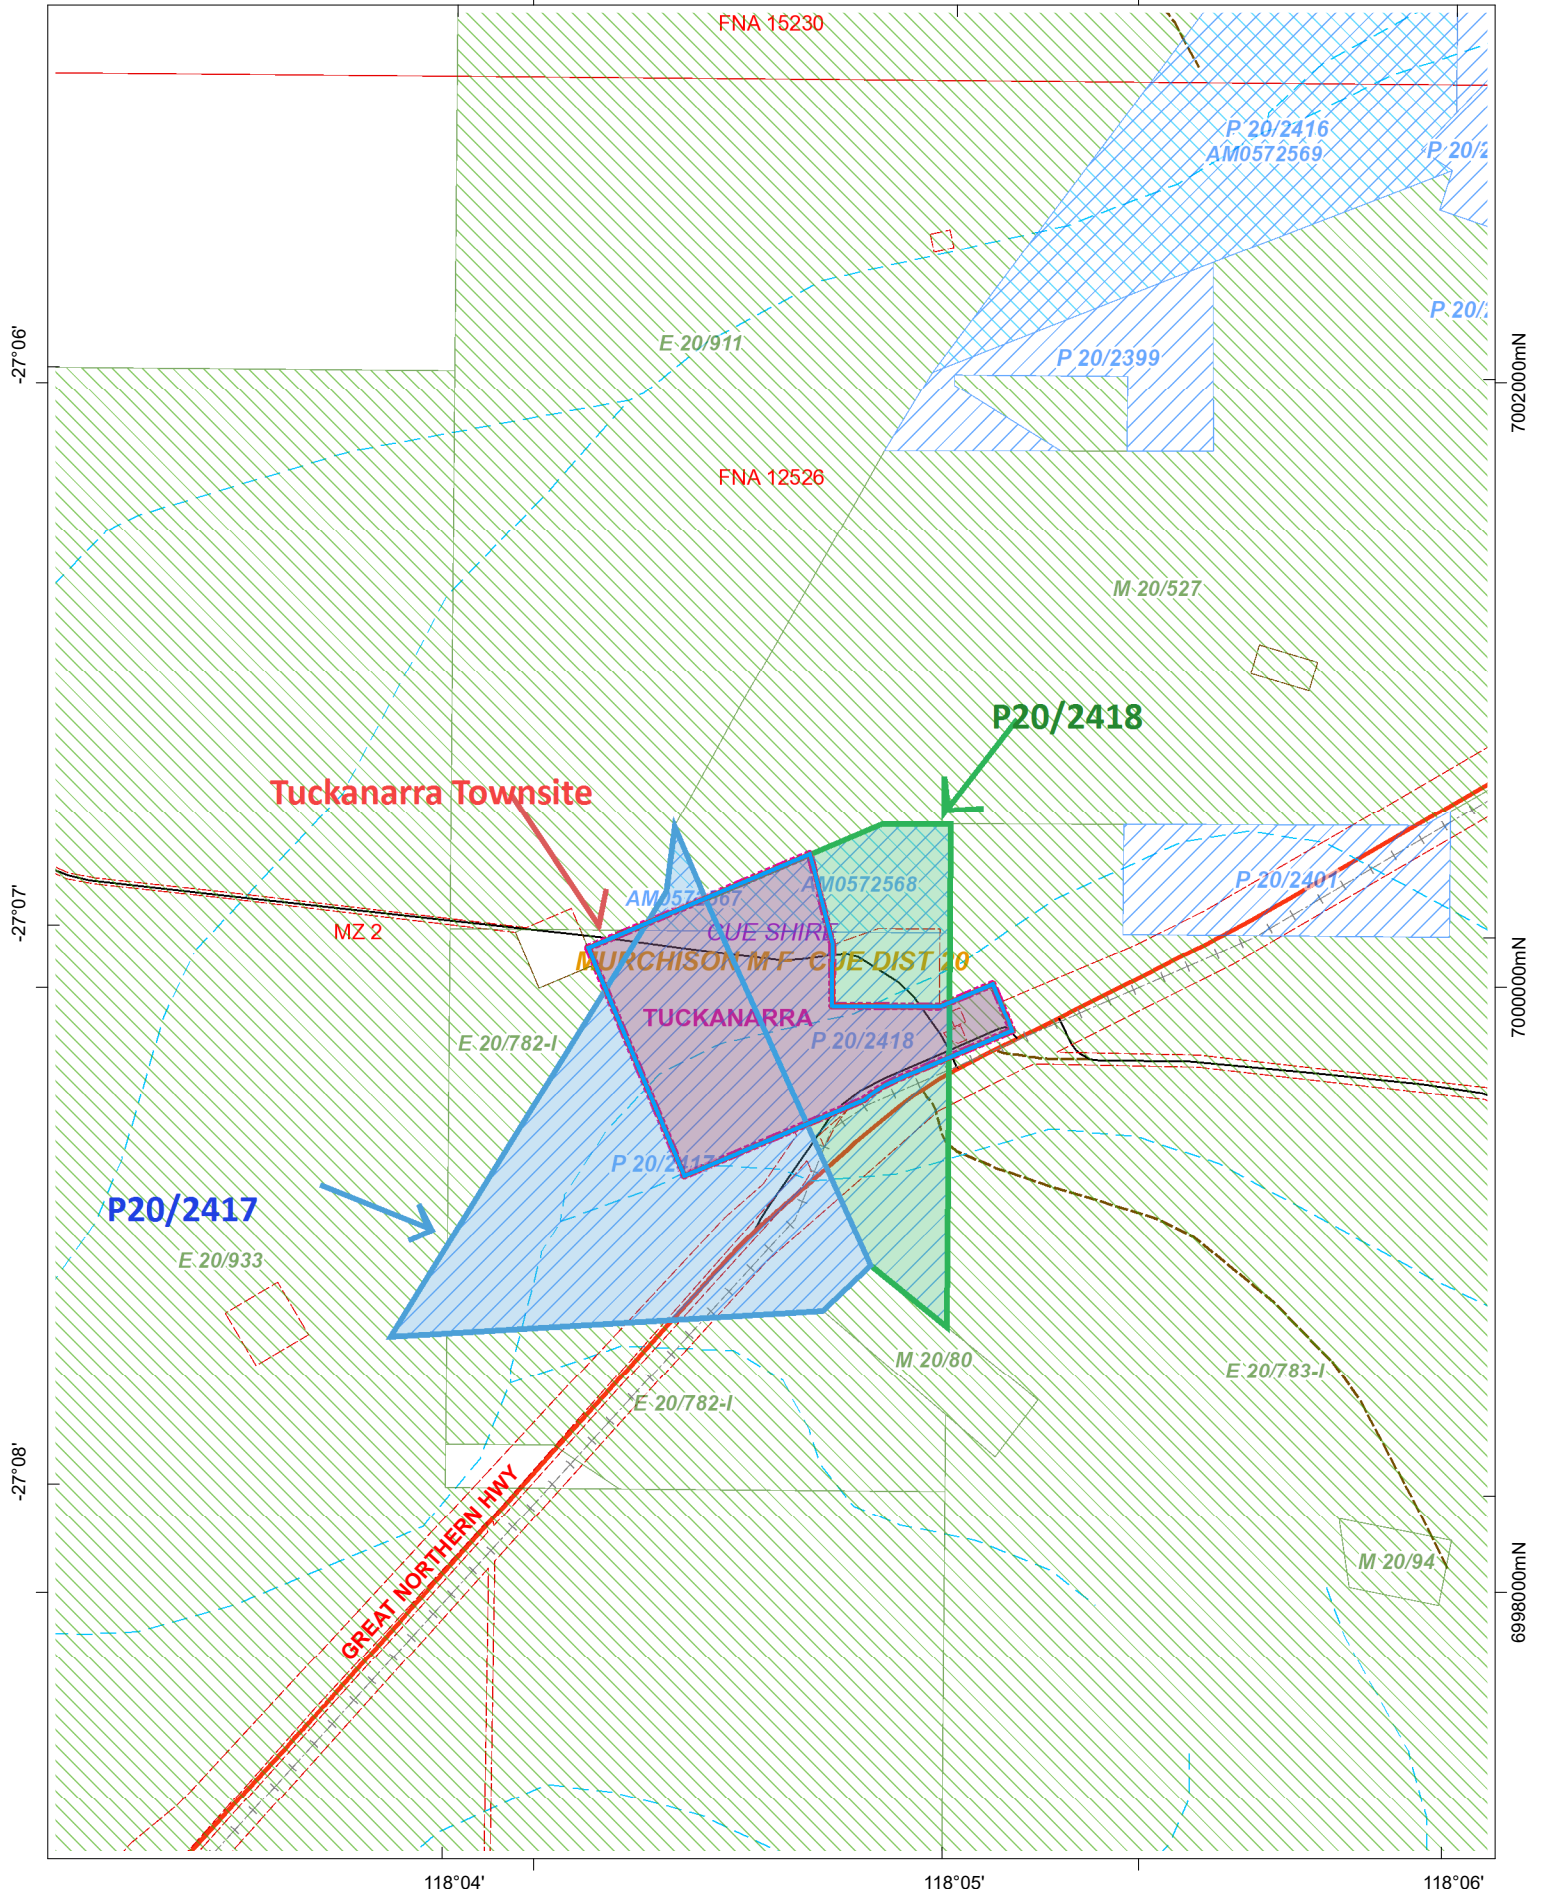 FNA 15230
P 20/2416
AM0572569
P 20/2
P 20/
-27°06'
E 20/911
P 20/2399
7002000mN
FNA 12526
M 20/527
P20/2418
Tuckanarra Townsite
P 20/2401
AM0572568
AM0572567
-27°07'
MZ 2
CUE SHIRE
MURCHISON M F CUE DIST 20
7000000mN
TUCKANARRA
P 20/2418
E 20/782-I
P 20/2417
P20/2417
E 20/933
M 20/80
E 20/783-I
E 20/782-I
-27°08'
GREAT NORTHERN HWY
M 20/94
6998000mN
118°04'
118°05'
118°06'